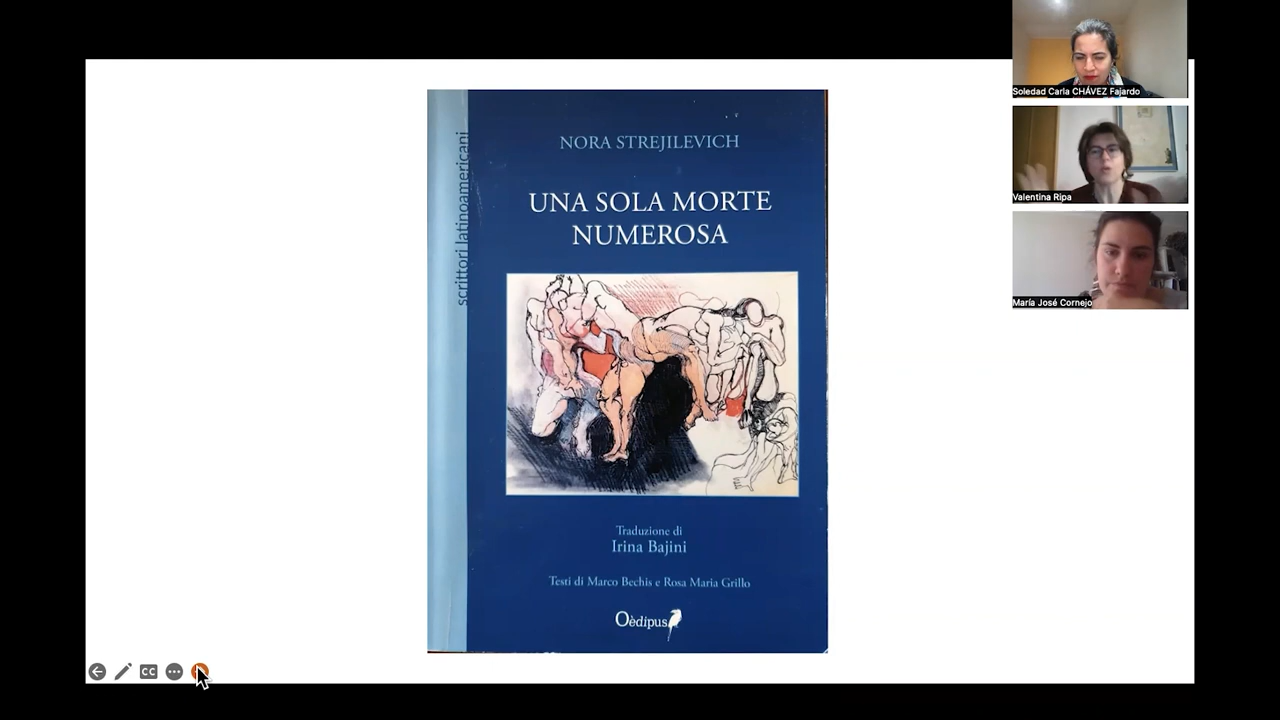 Soledad Carla CHÁVEZ Fajardo
Valentina Ripa
María José Cornejo
scrittori latinoamericani
NORA STREJILEVICH
UNA SOLA MORTE
NUMEROSA
Traduzione di
Irina Bajini
Testi di Marco Bechis e Rosa Maria Grillo
Oèdipus
CC